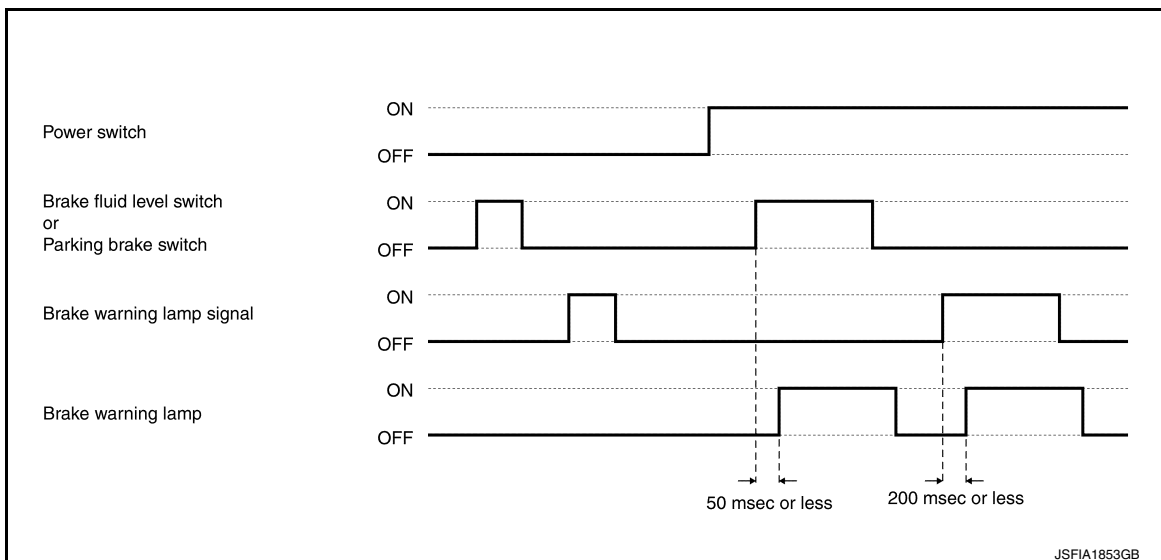 ON
Power switch
OFF
Brake fluid level switch
or
Parking brake switch
ON
OFF
ON
Brake warning lamp signal
OFF
ON
Brake warning lamp
OFF
50 msec or less
200 msec or less
JSFIA1853GB